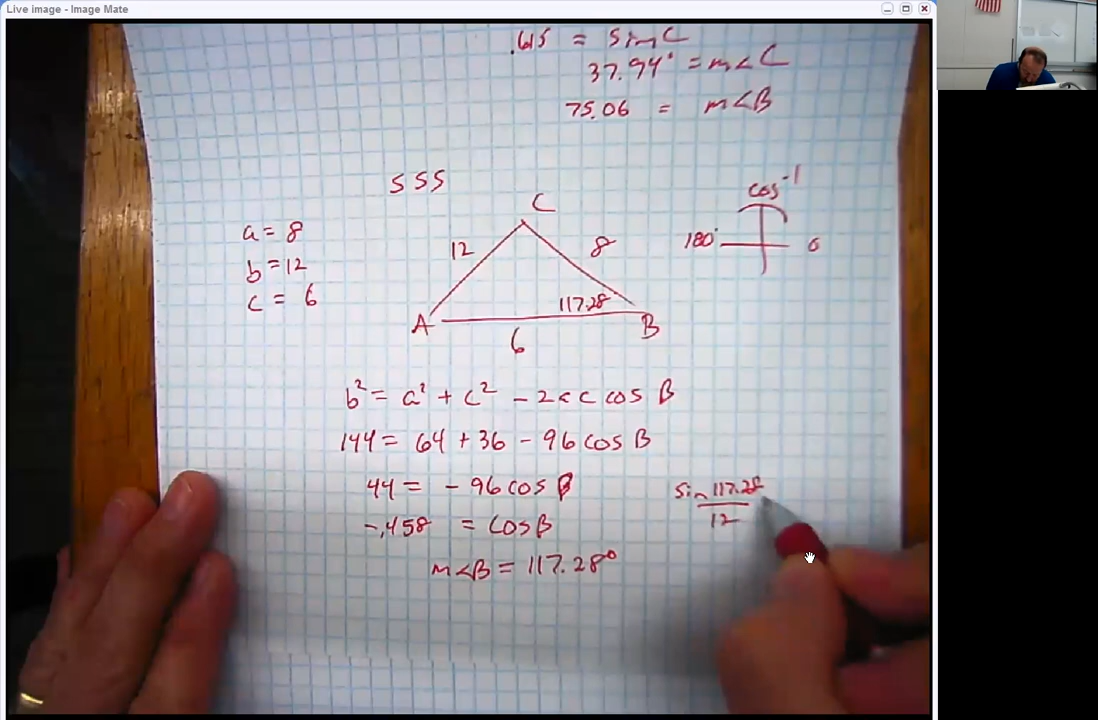 Live image - Image Mate
.615 = sin C
37.94° = m∠C
75.06 = m∠B
SSS
cos⁻¹
180° 0
a = 8
b = 12
c = 6
C
12 8
117.28
A B
6
b² = a² + c² - 2ac cos B
144 = 64 + 36 - 96 cos B
44 = - 96 cos B
-.458 = cos B
m∠B = 117.28°
sin 117.28
12